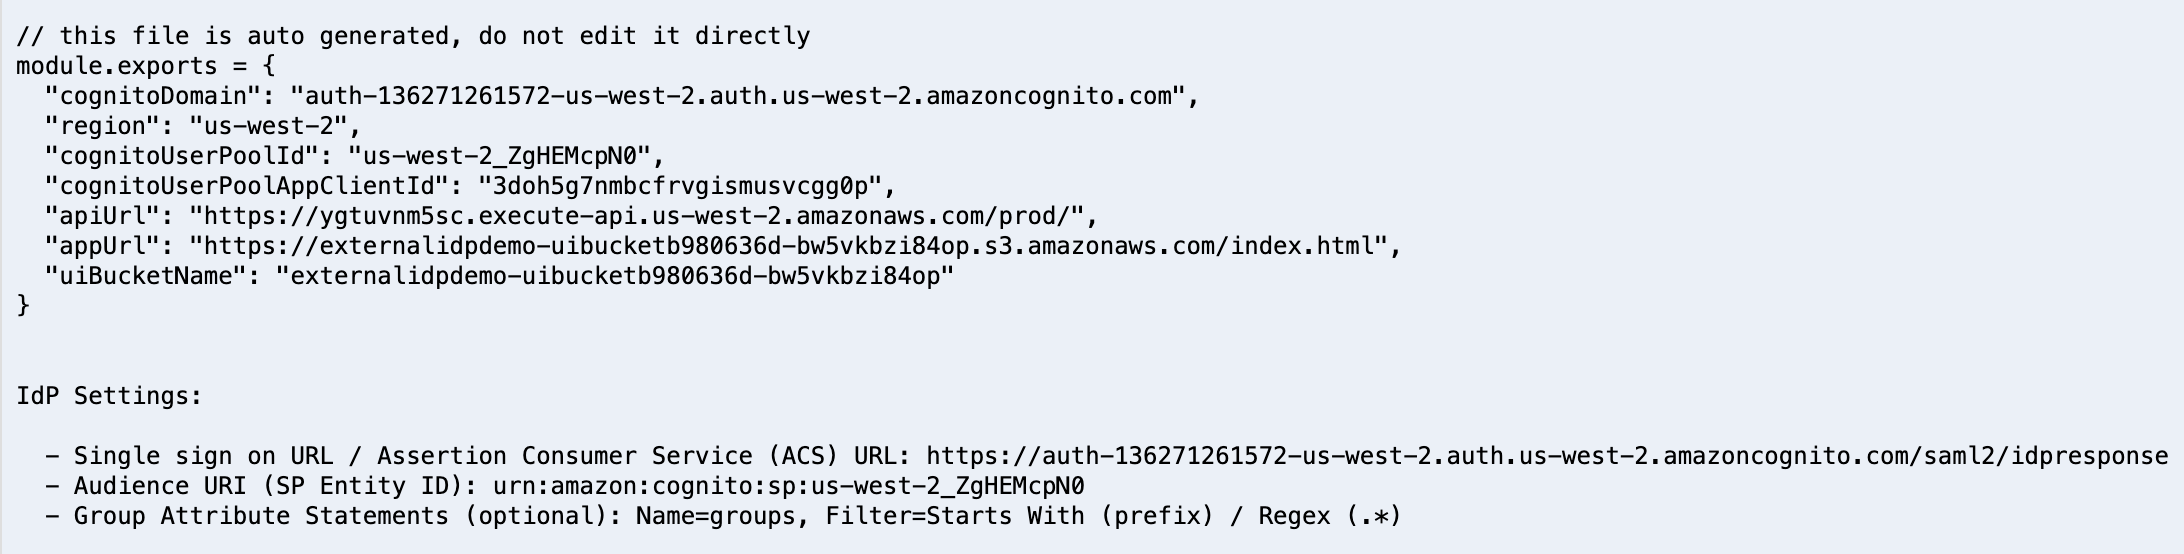 // this file is auto generated, do not edit it directly
module.exports = {
  "cognitoDomain": "auth-136271261572-us-west-2.auth.us-west-2.amazoncognito.com",
  "region": "us-west-2",
  "cognitoUserPoolId": "us-west-2_ZgHEMcpN0",
  "cognitoUserPoolAppClientId": "3doh5g7nmbcfrvgismusvcgg0p",
  "apiUrl": "https://ygtuvnm5sc.execute-api.us-west-2.amazonaws.com/prod/",
  "appUrl": "https://externalidpdemo-uibucketb980636d-bw5vkbzi84op.s3.amazonaws.com/index.html",
  "uiBucketName": "externalidpdemo-uibucketb980636d-bw5vkbzi84op"
}
IdP Settings:
  - Single sign on URL / Assertion Consumer Service (ACS) URL: https://auth-136271261572-us-west-2.auth.us-west-2.amazoncognito.com/saml2/idpresponse
  - Audience URI (SP Entity ID): urn:amazon:cognito:sp:us-west-2_ZgHEMcpN0
  - Group Attribute Statements (optional): Name=groups, Filter=Starts With (prefix) / Regex (.*)